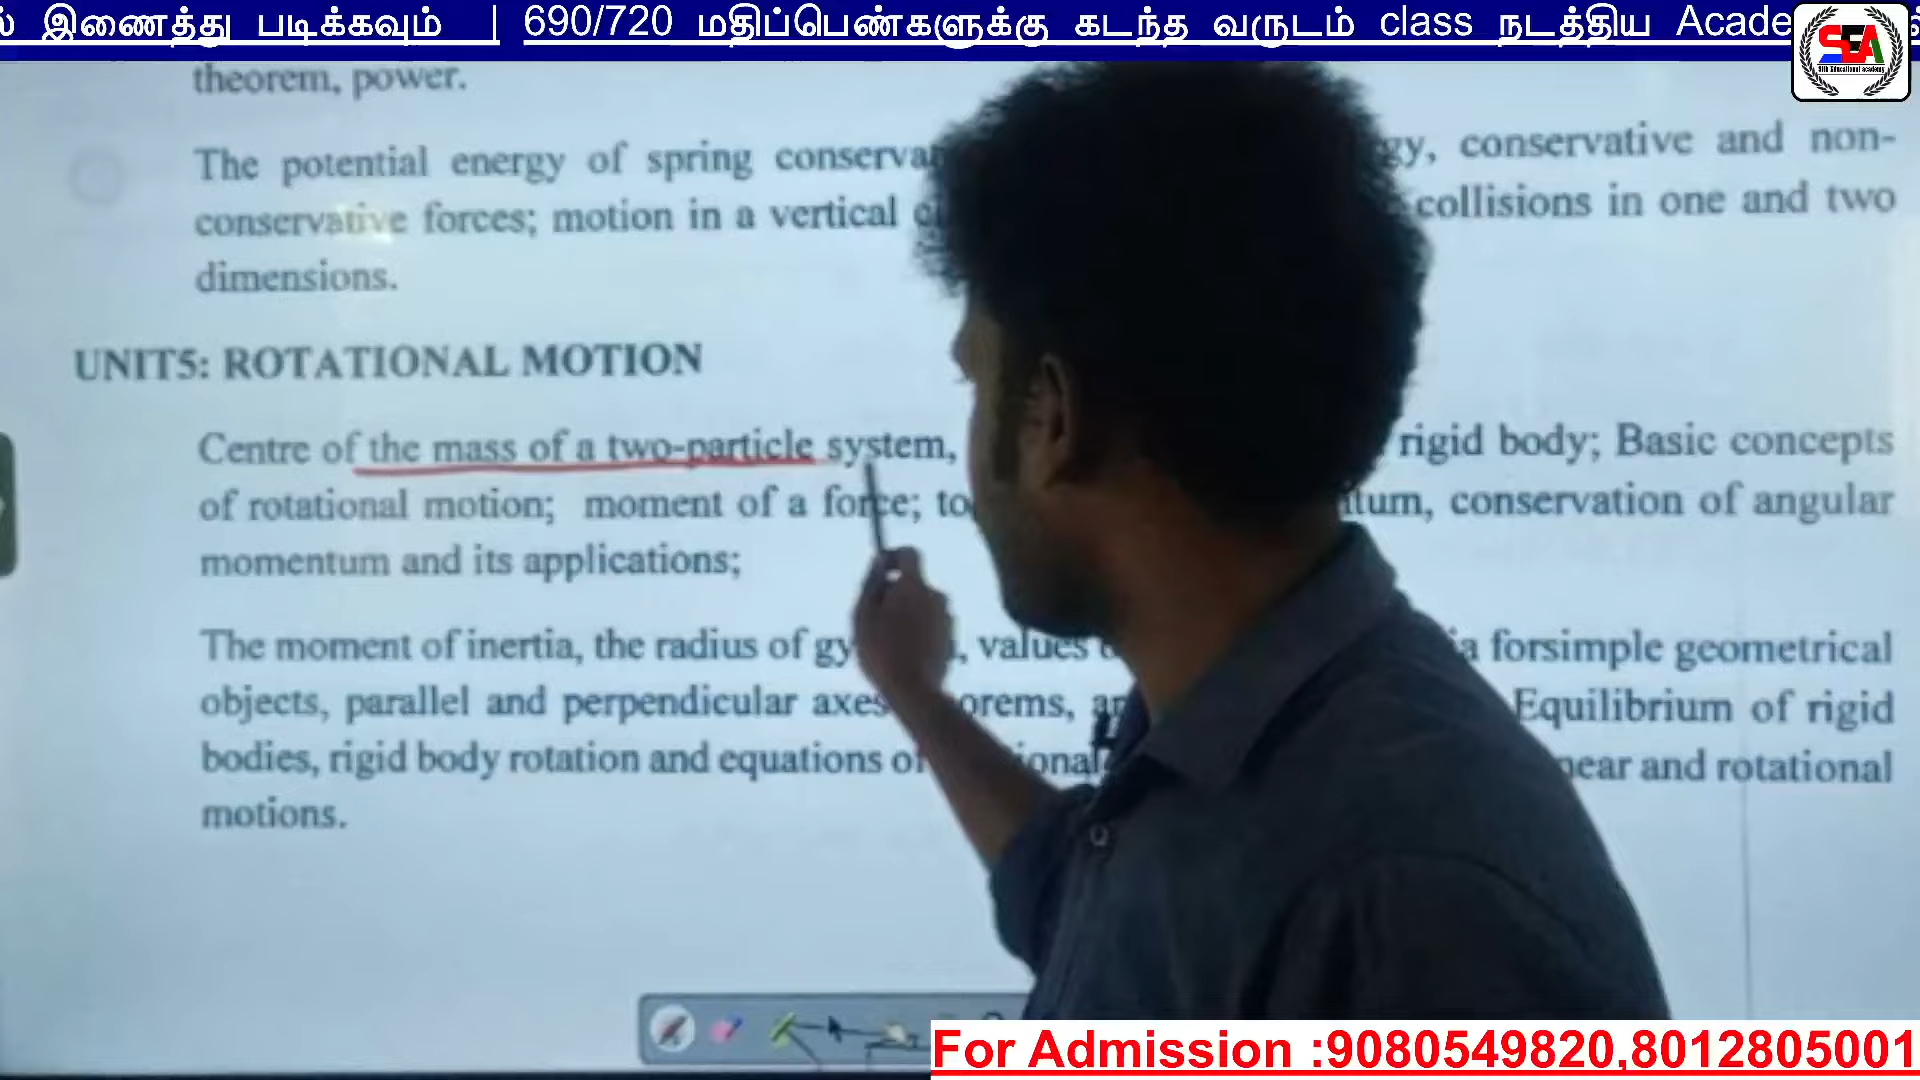 இணைத்து படிக்கவும் | 690/720 மதிப்பெண்களுக்கு கடந்த வருடம் class நடத்திய Acade
SEA
theorem, power.
The potential energy of spring gy, conservative and non-
conservative forces; motion in a vertical collisions in one and two
dimensions.
UNIT5: ROTATIONAL MOTION
Centre of the mass of a two-particle system, rigid body; Basic concepts
of rotational motion; moment of a force; to tum, conservation of angular
momentum and its applications;
The moment of inertia, the radius of gy , values ia forsimple geometrical
objects, parallel and perpendicular axes orems, Equilibrium of rigid
bodies, rigid body rotation and equations of ional near and rotational
motions.
For Admission :9080549820,8012805001